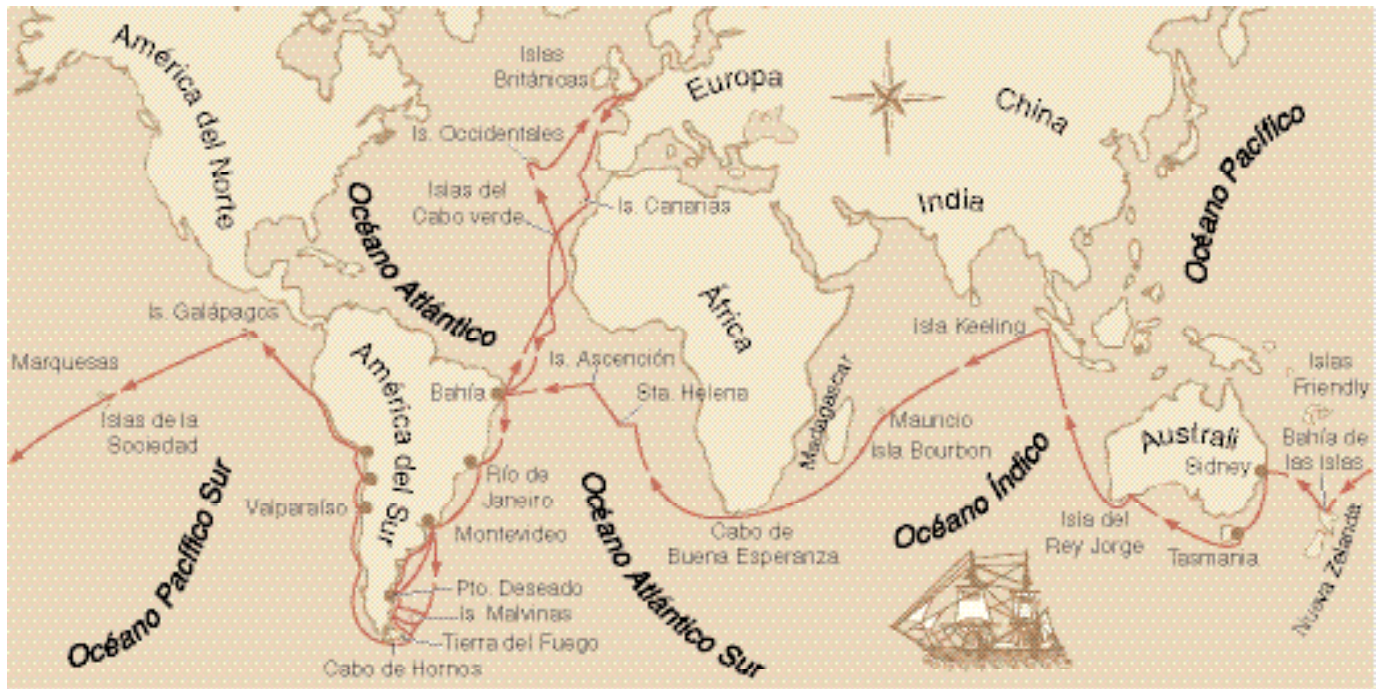 América del Norte
Islas
Británicas
Europa
China
Océano Pacífico
Is. Occidentales
Islas del
Cabo verde
Is. Canarias
India
Océano Atlántico
África
Is. Galápagos
Isla Keeling
Marquesas
Is. Ascención
Islas
Friendly
Bahía
Sta. Helena
Madagascar
Islas de la
Sociedad
América del Sur
Mauricio
Isla Bourbon
Australi
Sidney
Bahía de
las Islas
Río de
Janeiro
Valparaíso
Montevideo
Océano Pacífico Sur
Océano Atlántico Sur
Cabo de
Buena Esperanza
Océano Índico
Isla del
Rey Jorge
Tasmania
Nueva Zelanda
Pto. Deseado
Is. Malvinas
Tierra del Fuego
Cabo de Hornos